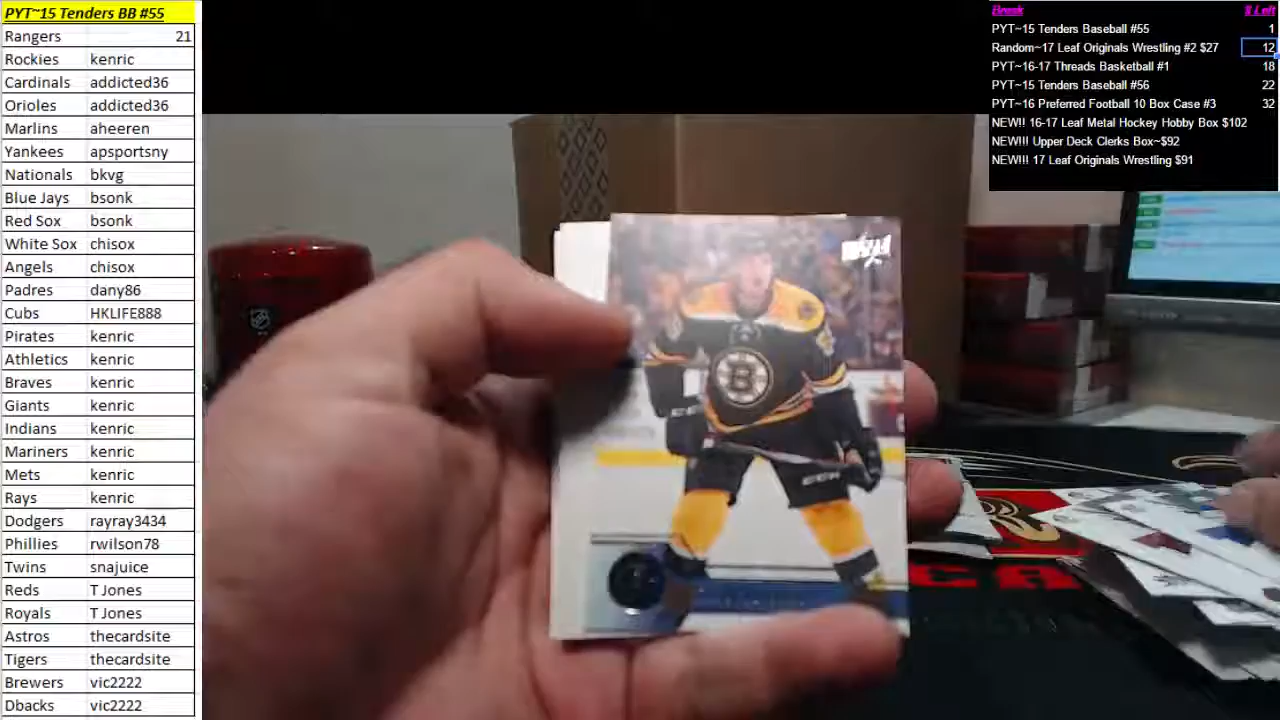 PYT~15 Tenders BB #55
Rangers 21
Rockies kenric
Cardinals addicted36
Orioles addicted36
Marlins aheeren
Yankees apsportsny
Nationals bkvg
Blue Jays bsonk
Red Sox bsonk
White Sox chisox
Angels chisox
Padres dany86
Cubs HKLIFE888
Pirates kenric
Athletics kenric
Braves kenric
Giants kenric
Indians kenric
Mariners kenric
Mets kenric
Rays kenric
Dodgers rayray3434
Phillies rwilson78
Twins snajuice
Reds T Jones
Royals T Jones
Astros thecardsite
Tigers thecardsite
Brewers vic2222
Dbacks vic2222
Break # Left
PYT~15 Tenders Baseball #55 1
Random~17 Leaf Originals Wrestling #2 $27 12
PYT~16-17 Threads Basketball #1 18
PYT~15 Tenders Baseball #56 22
PYT~16 Preferred Football 10 Box Case #3 32
NEW!! 16-17 Leaf Metal Hockey Hobby Box $102
NEW!!! Upper Deck Clerks Box~$92
NEW!!! 17 Leaf Originals Wrestling $91
B
CCM